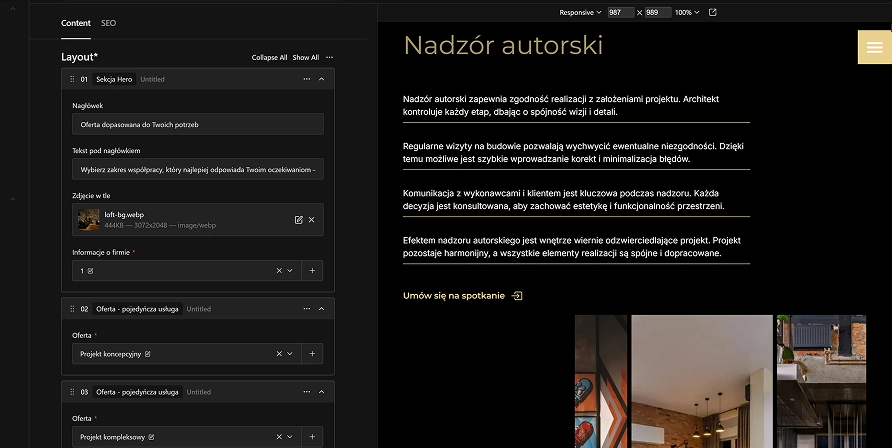 Content SEO
Responsive 987 × 989 100%
Layout* Collapse All Show All
01 Sekcja Hero Untitled
Nagłówek
Oferta dopasowana do Twoich potrzeb
Tekst pod nagłówkiem
Wybierz zakres współpracy, który najlepiej odpowiada Twoim oczekiwaniom –
Zdjęcie w tle
loft-bg.webp
444KB — 3072x2048 — image/webp
Informacje o firmie *
1
02 Oferta - pojedyńcza usługa Untitled
Oferta *
Projekt koncepcyjny
03 Oferta - pojedyńcza usługa Untitled
Oferta *
Projekt kompleksowy
Nadzór autorski
Nadzór autorski zapewnia zgodność realizacji z założeniami projektu. Architekt
kontroluje każdy etap, dbając o spójność wizji i detali.
Regularne wizyty na budowie pozwalają wychwycić ewentualne niezgodności. Dzięki
temu możliwe jest szybkie wprowadzanie korekt i minimalizacja błędów.
Komunikacja z wykonawcami i klientem jest kluczowa podczas nadzoru. Każda
decyzja jest konsultowana, aby zachować estetykę i funkcjonalność przestrzeni.
Efektem nadzoru autorskiego jest wnętrze wiernie odzwierciedlające projekt. Projekt
pozostaje harmonijny, a wszystkie elementy realizacji są spójne i dopracowane.
Umów się na spotkanie